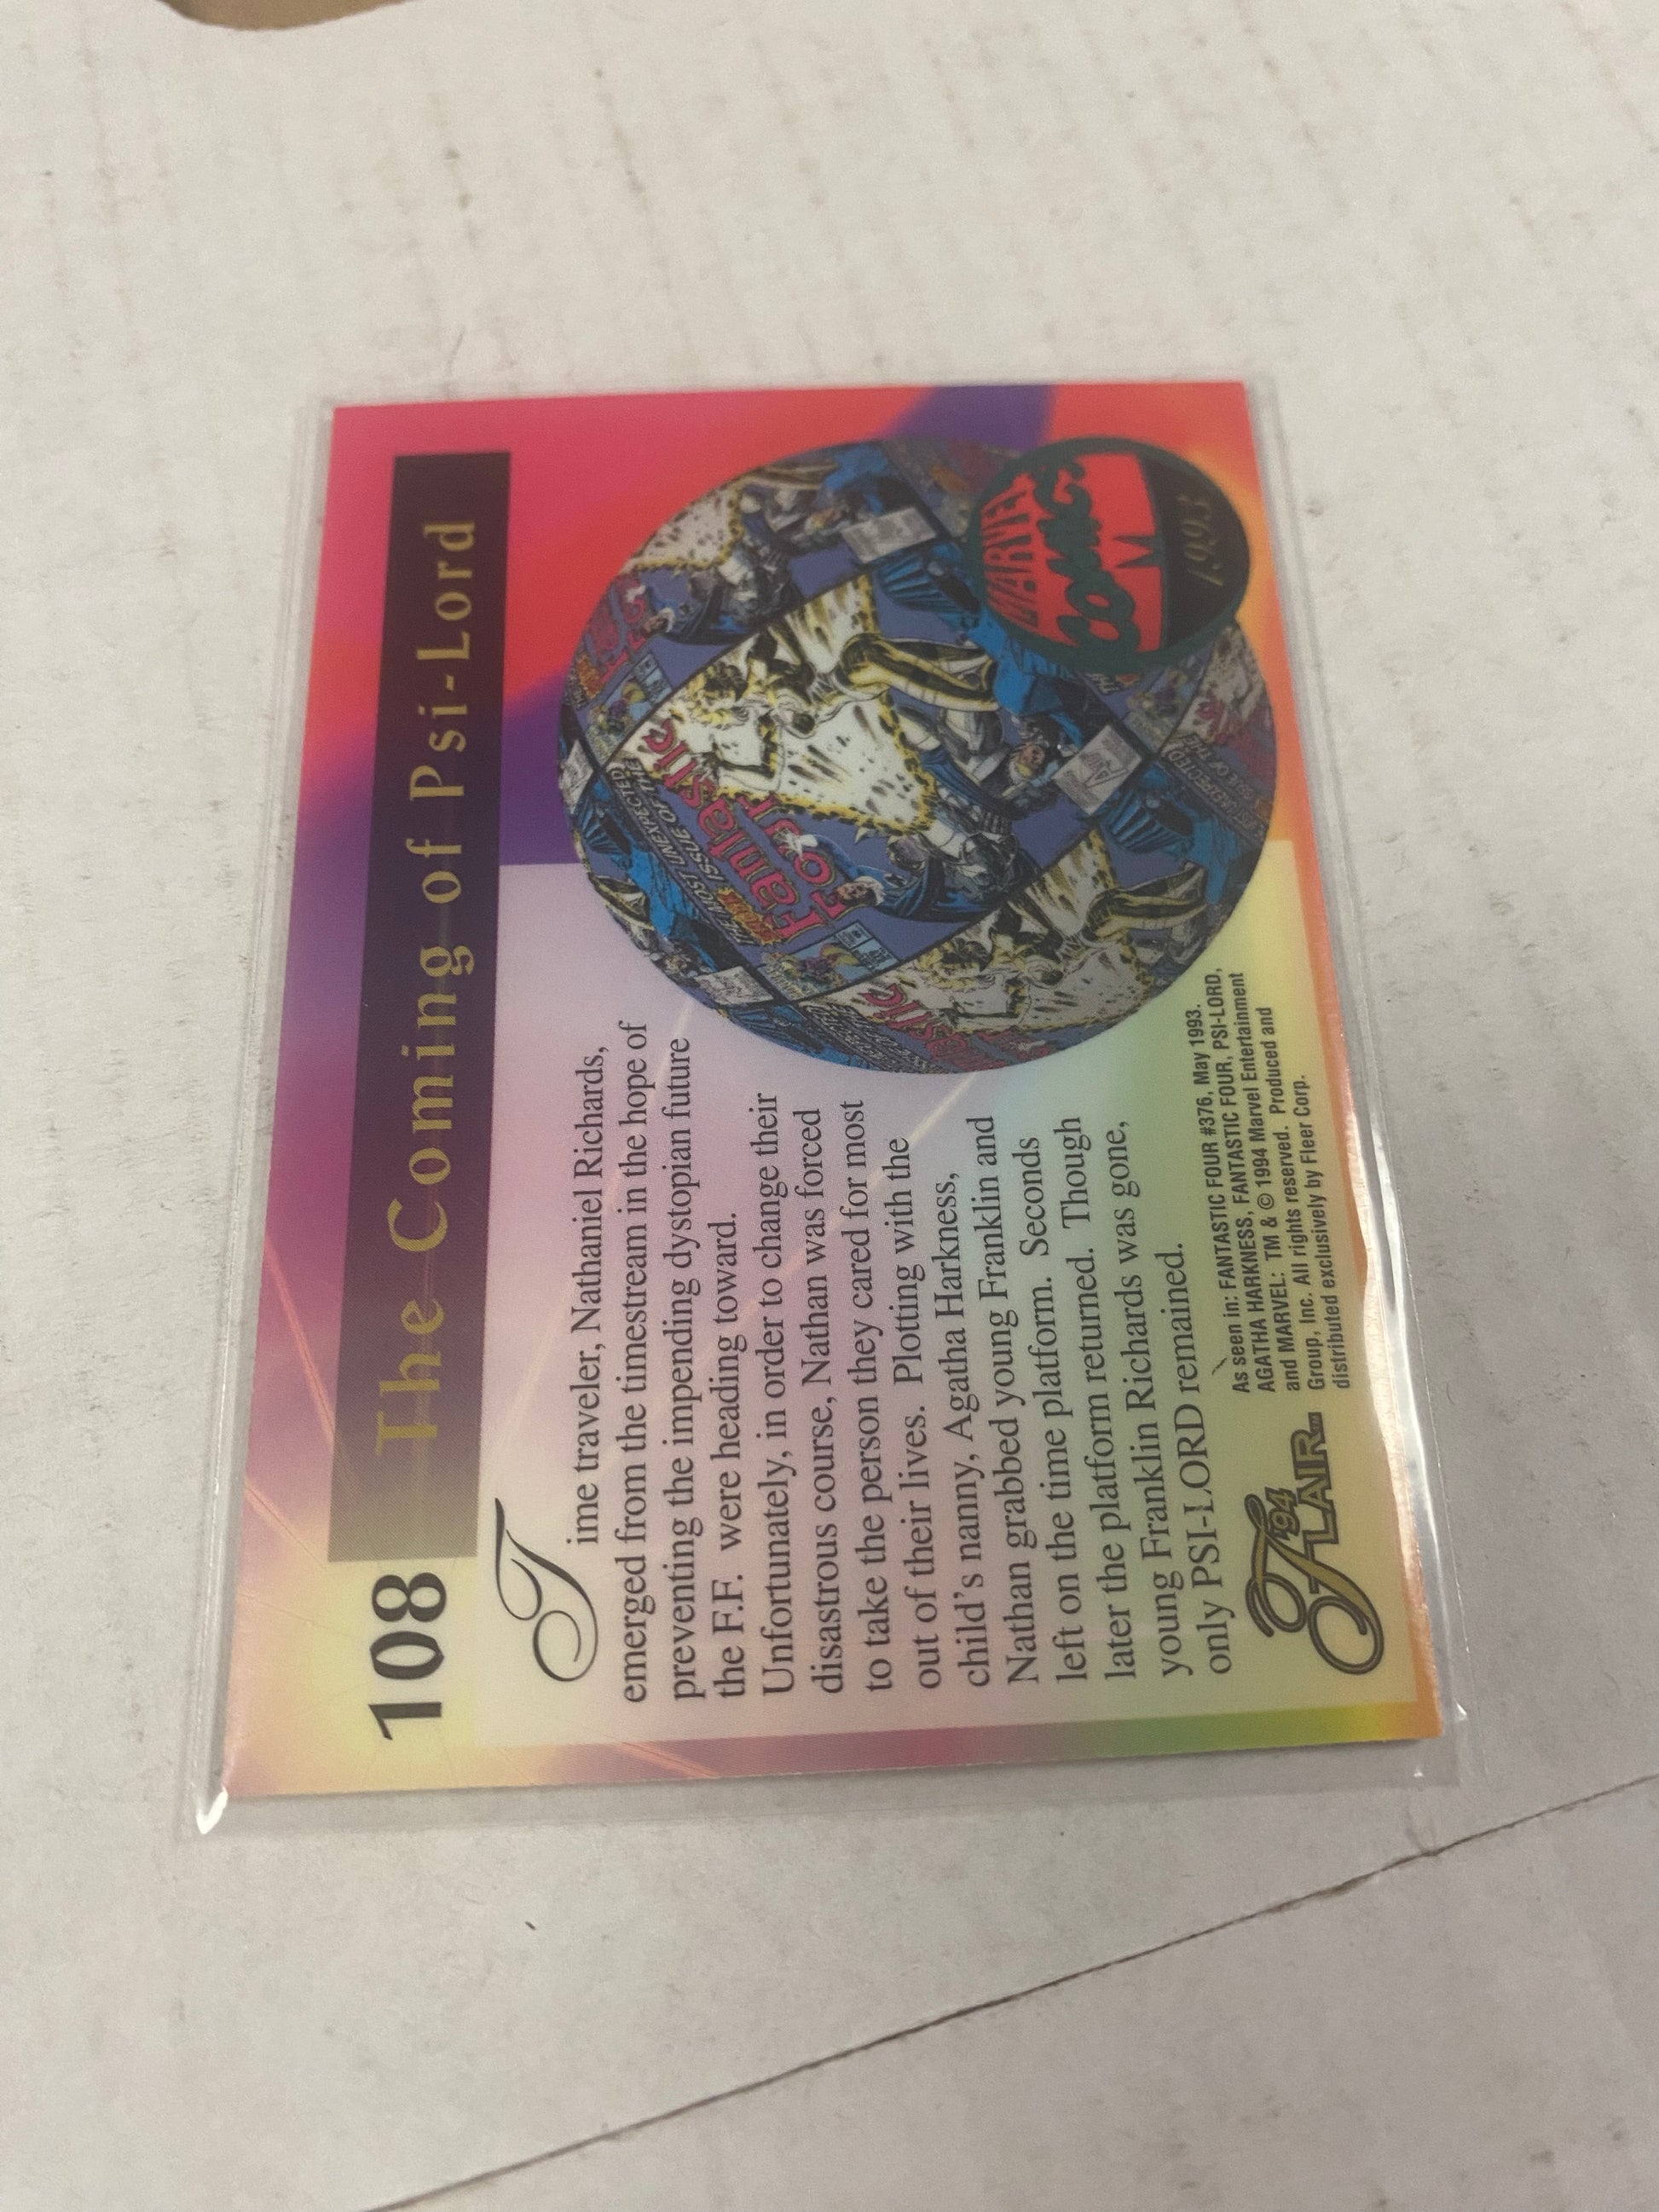 108 The Coming of Psi-Lord
Time traveler, Nathaniel Richards,
emerged from the timestream in the hope of
preventing the impending dystopian future
the F.F. were heading toward.
Unfortunately, in order to change their
disastrous course, Nathan was forced
to take the person they cared for most
out of their lives. Plotting with the
child's nanny, Agatha Harkness,
Nathan grabbed young Franklin and
left on the time platform. Seconds
later the platform returned. Though
young Franklin Richards was gone,
only PSI-LORD remained.
THE MOST UNEXPECTED
ISSUE OF THE
Fantastic
Four
MARVEL
COMICS
1993
FLAIR '94
As seen in: FANTASTIC FOUR #376, May 1993.
AGATHA HARKNESS, FANTASTIC FOUR, PSI-LORD,
and MARVEL: TM & © 1994 Marvel Entertainment
Group, Inc. All rights reserved. Produced and
distributed exclusively by Fleer Corp.